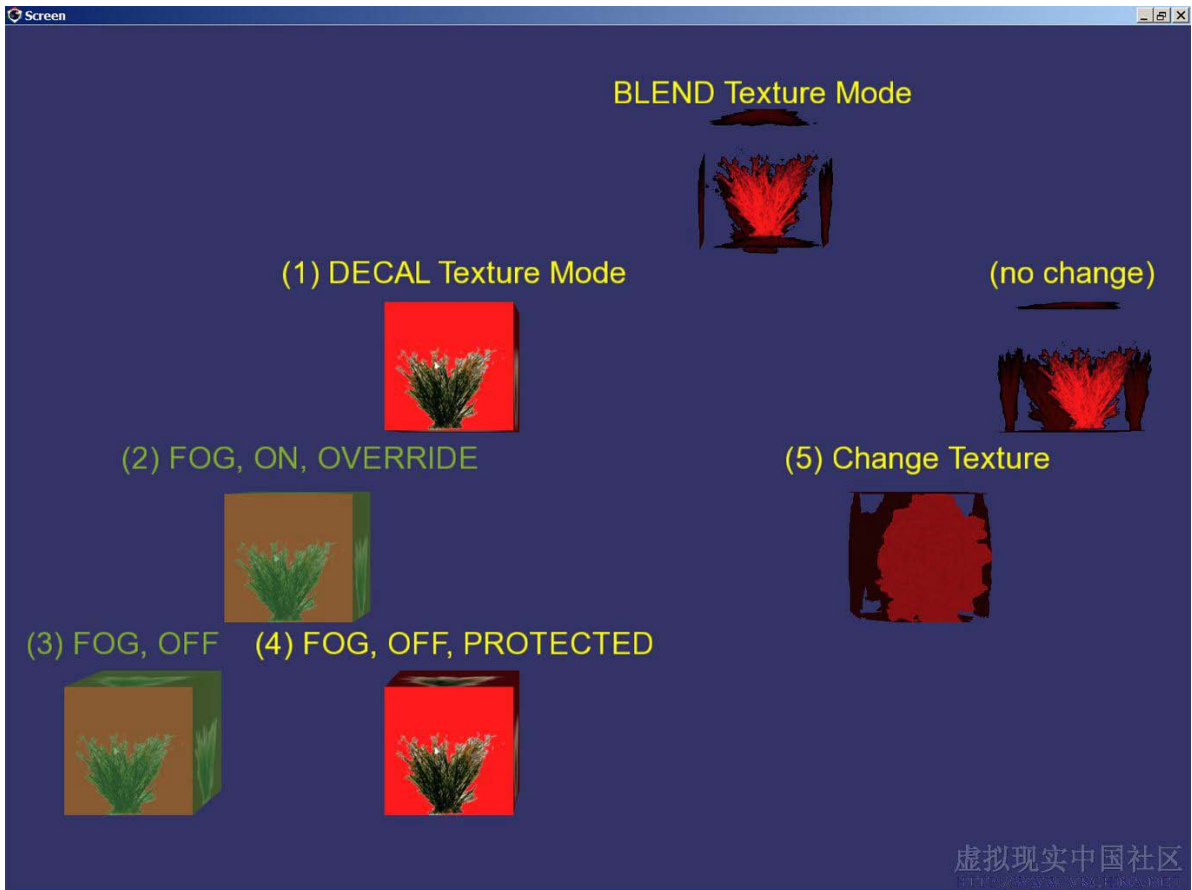 Screen
BLEND Texture Mode
(1) DECAL Texture Mode
(no change)
(2) FOG, ON, OVERRIDE
(5) Change Texture
(3) FOG, OFF
(4) FOG, OFF, PROTECTED
虚拟现实中国社区